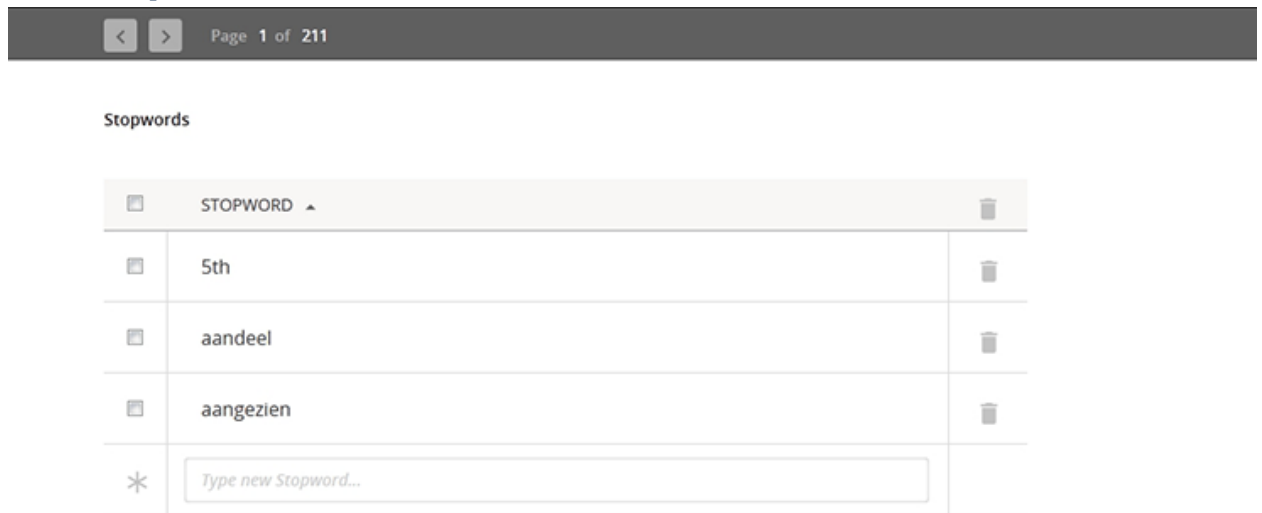 Page 1 of 211
Stopwords
STOPWORD
5th
aandeel
aangezien
Type new Stopword...